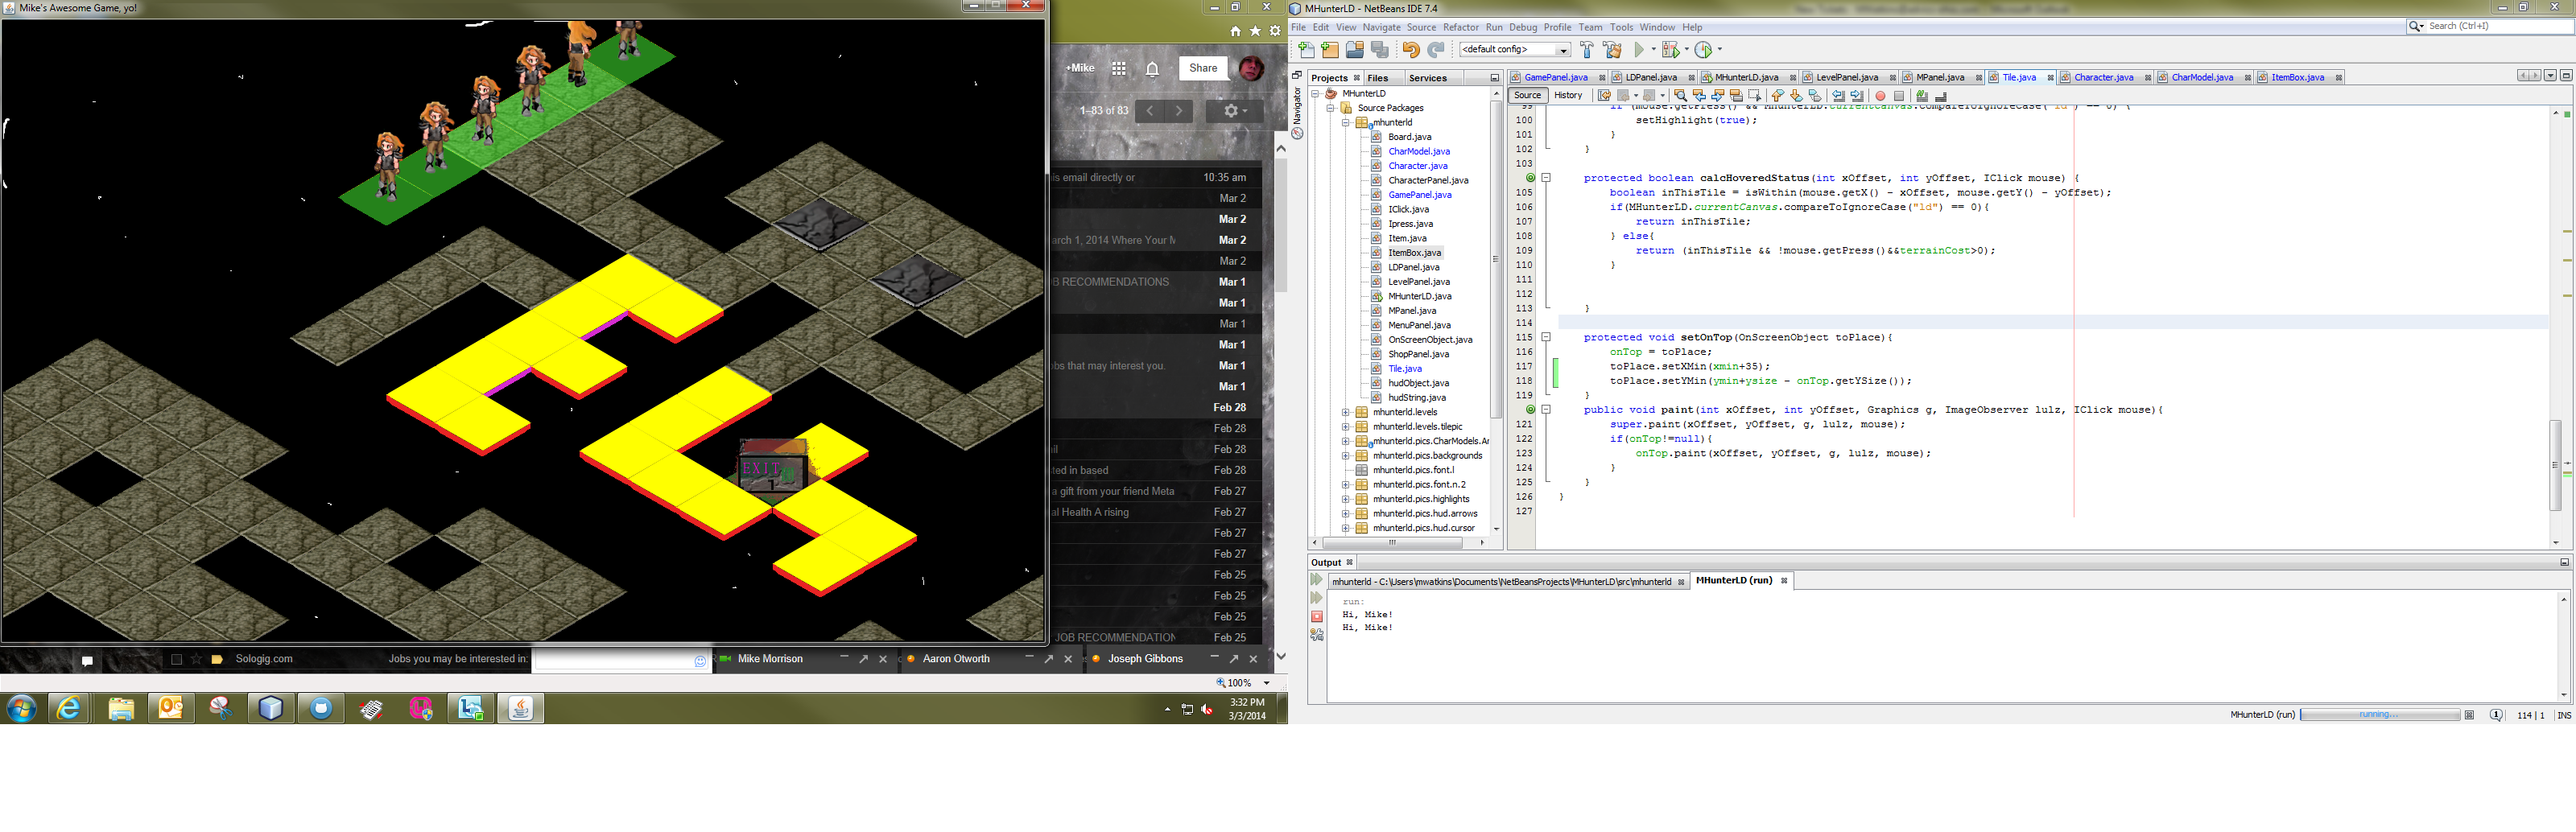 Mike's Awesome Game, yo!
EXIT
1
+Mike
Share
1–83 of 83
is email directly or 10:35 am
Mar 2
Mar 2
arch 1, 2014 Where Your M Mar 2
Mar 2
OB RECOMMENDATIONS Mar 1
Mar 1
Mar 1
Mar 1
obs that may interest you. Mar 1
Mar 1
Feb 28
Feb 28
ail Feb 28
ted in based Feb 28
a gift from your friend Meta Feb 27
tal Health A rising Feb 27
Feb 27
Feb 27
Feb 25
Feb 25
Feb 25
JOB RECOMMENDATION Feb 25
Sologig.com Jobs you may be interested in:
Mike Morrison
Aaron Otworth
Joseph Gibbons
100%
3:32 PM
3/3/2014
MHunterLD - NetBeans IDE 7.4
File Edit View Navigate Source Refactor Run Debug Profile Team Tools Window Help
Search (Ctrl+I)
<default config>
Projects Files Services
Navigator
MHunterLD
Source Packages
mhunterld
Board.java
CharModel.java
Character.java
CharacterPanel.java
GamePanel.java
IClick.java
Ipress.java
Item.java
ItemBox.java
LDPanel.java
LevelPanel.java
MHunterLD.java
MPanel.java
MenuPanel.java
OnScreenObject.java
ShopPanel.java
Tile.java
hudObject.java
hudString.java
mhunterld.levels
mhunterld.levels.tilepic
mhunterld.pics.CharModels.Ar
mhunterld.pics.backgrounds
mhunterld.pics.font.l
mhunterld.pics.font.n.2
mhunterld.pics.highlights
mhunterld.pics.hud.arrows
mhunterld.pics.hud.cursor
GamePanel.java LDPanel.java MHunterLD.java LevelPanel.java MPanel.java Tile.java Character.java CharModel.java ItemBox.java
Source History
99 if (mouse.getPress() && MHunterLD.currentCanvas.compareToIgnoreCase("ld") == 0) {
100 setHighlight(true);
101 }
102 }
103
protected boolean calcHoveredStatus(int xOffset, int yOffset, IClick mouse) {
105 boolean inThisTile = isWithin(mouse.getX() - xOffset, mouse.getY() - yOffset);
106 if(MHunterLD.currentCanvas.compareToIgnoreCase("ld") == 0){
107 return inThisTile;
108 } else{
109 return (inThisTile && !mouse.getPress()&&terrainCost>0);
110 }
111
112
113 }
114
115 protected void setOnTop(OnScreenObject toPlace){
116 onTop = toPlace;
117 toPlace.setXMin(xmin+35);
118 toPlace.setYMin(ymin+ysize - onTop.getYSize());
119 }
public void paint(int xOffset, int yOffset, Graphics g, ImageObserver lulz, IClick mouse){
121 super.paint(xOffset, yOffset, g, lulz, mouse);
122 if(onTop!=null){
123 onTop.paint(xOffset, yOffset, g, lulz, mouse);
124 }
125 }
126 }
127
Output
mhunterld - C:\Users\mwatkins\Documents\NetBeansProjects\MHunterLD\src\mhunterld MHunterLD (run)
run:
Hi, Mike!
Hi, Mike!
MHunterLD (run) running... 1 114 | 1 INS